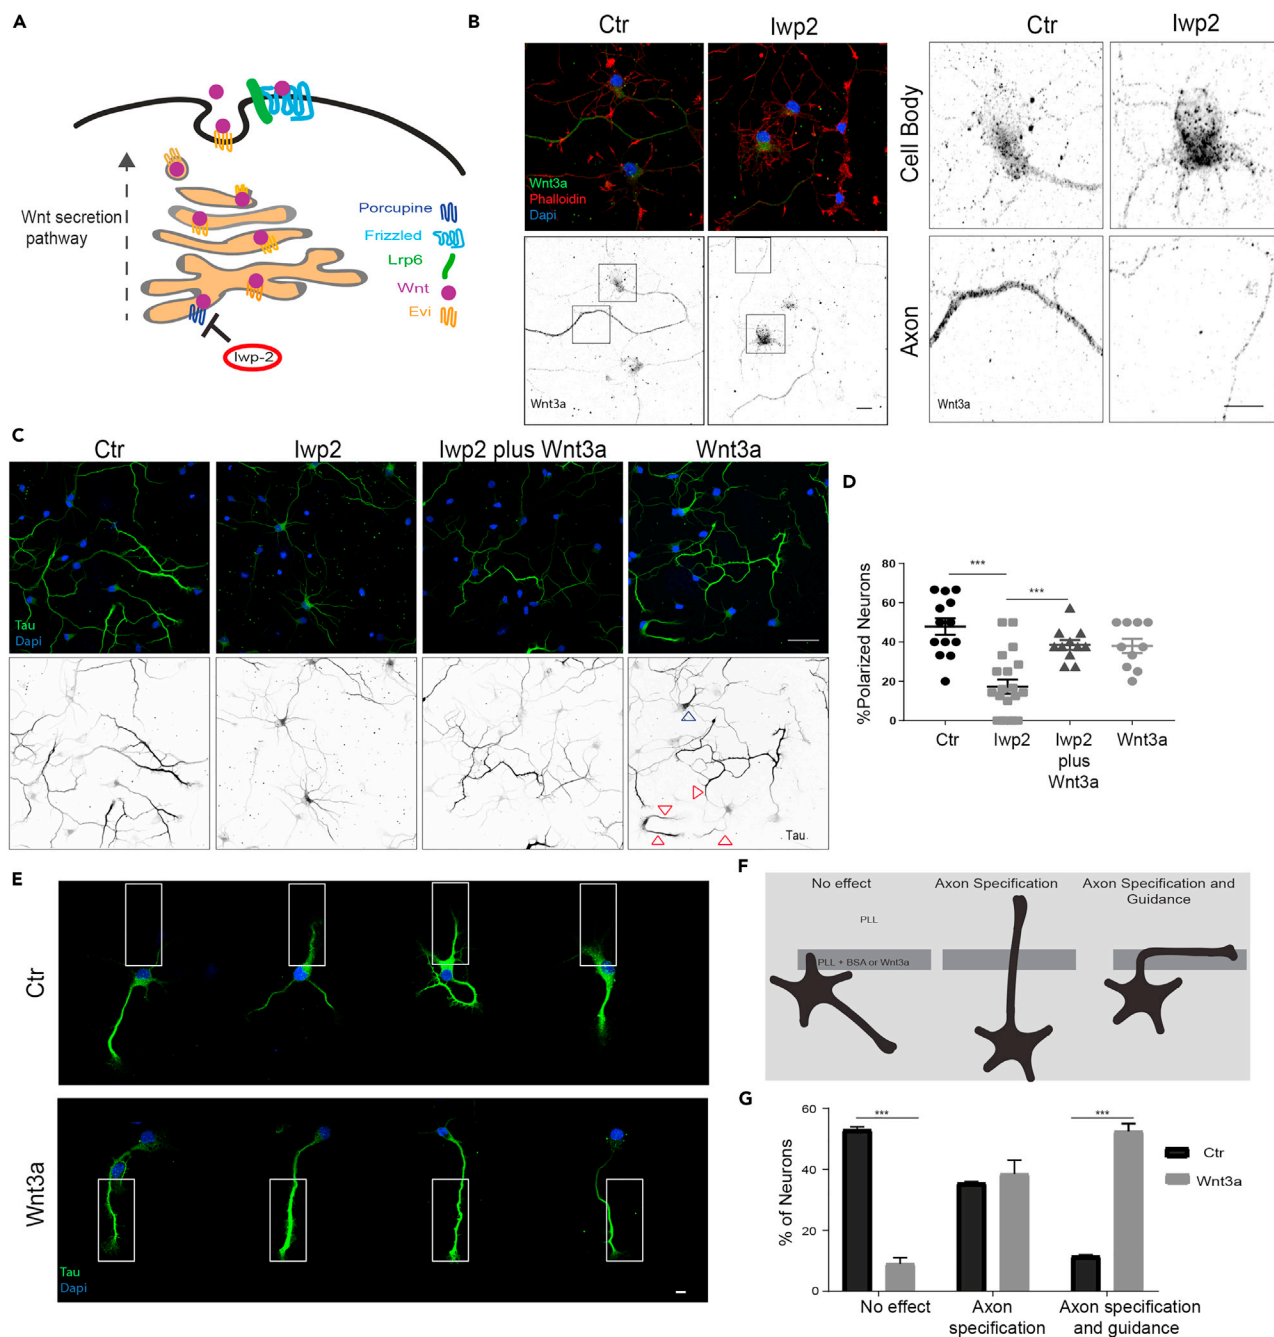 A
Wnt secretion
pathway
Porcupine
Frizzled
Lrp6
Wnt
Evi
Iwp-2
B
Ctr
Iwp2
Wnt3a
Phalloidin
Dapi
Wnt3a
Ctr
Iwp2
Cell Body
Axon
Wnt3a
C
Ctr
Iwp2
Iwp2 plus Wnt3a
Wnt3a
Tau
Dapi
Tau
D
%Polarized Neurons
80
60
40
20
0
***
***
Ctr
Iwp2
Iwp2
plus
Wnt3a
Wnt3a
E
Ctr
Wnt3a
Tau
Dapi
F
No effect
Axon Specification
Axon Specification and
Guidance
PLL
PLL + BSA or Wnt3a
G
% of Neurons
60
40
20
0
***
***
Ctr
Wnt3a
No effect
Axon
specification
Axon specification
and guidance